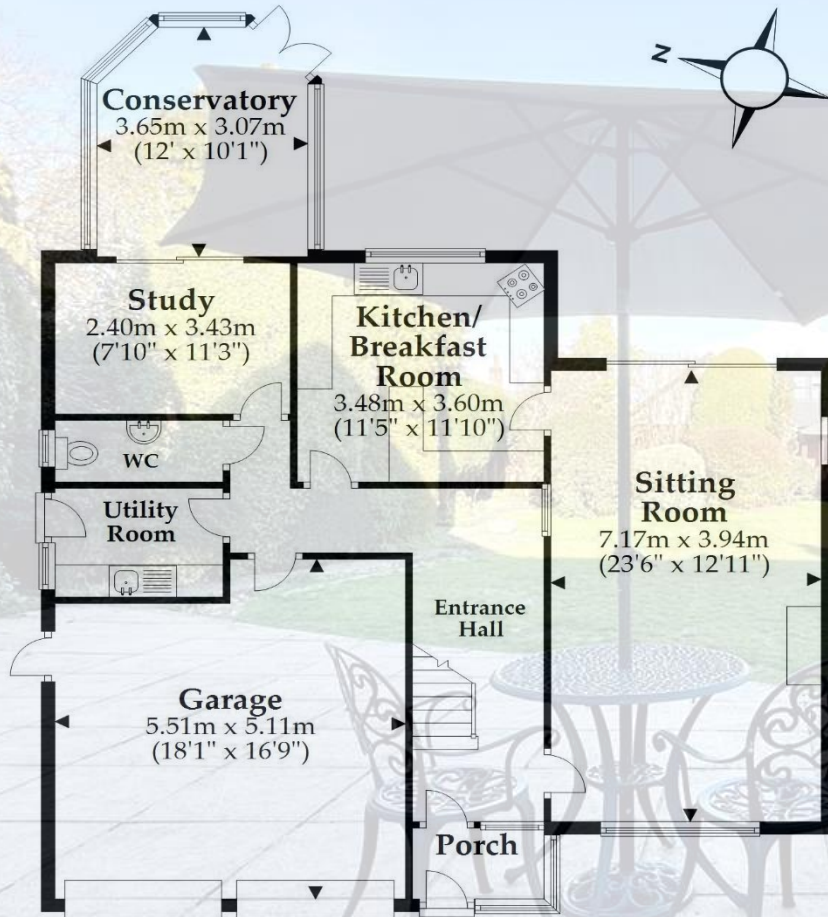 N
Conservatory
3.65m x 3.07m
(12' x 10'1")
Study
2.40m x 3.43m
(7'10" x 11'3")
Kitchen/
Breakfast
Room
3.48m x 3.60m
(11'5" x 11'10")
WC
Utility
Room
Sitting
Room
7.17m x 3.94m
(23'6" x 12'11")
Entrance
Hall
Garage
5.51m x 5.11m
(18'1" x 16'9")
Porch